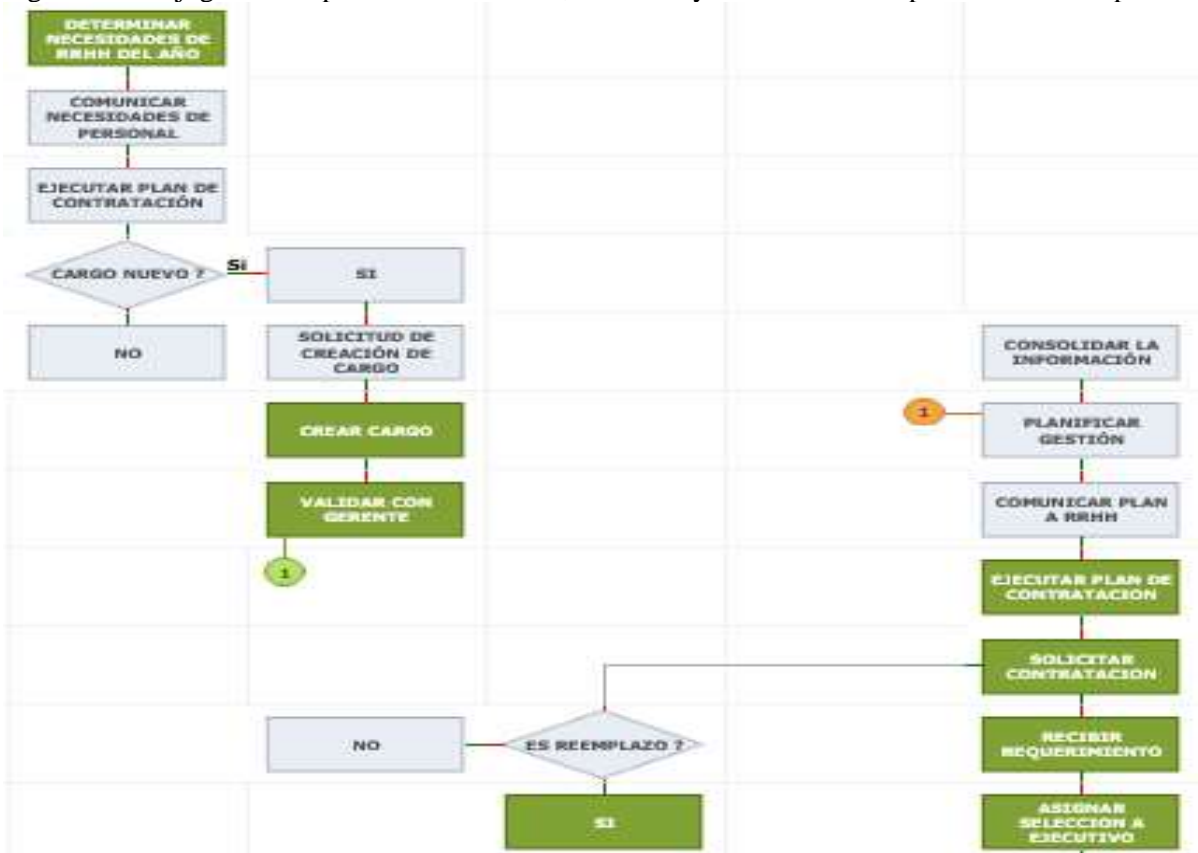 DETERMINAR
NECESIDADES DE
RRHH DEL AÑO
COMUNICAR
NECESIDADES DE
PERSONAL
EJECUTAR PLAN DE
CONTRATACIÓN
CARGO NUEVO ?
Si
SI
NO
SOLICITUD DE
CREACIÓN DE
CARGO
CREAR CARGO
VALIDAR CON
GERENTE
1
CONSOLIDAR LA
INFORMACIÓN
1
PLANIFICAR
GESTIÓN
COMUNICAR PLAN
A RRHH
EJECUTAR PLAN DE
CONTRATACION
SOLICITAR
CONTRATACION
NO
ES REEMPLAZO ?
SI
RECIBIR
REQUERIMIENTO
ASIGNAR
SELECCION A
EJECUTIVO